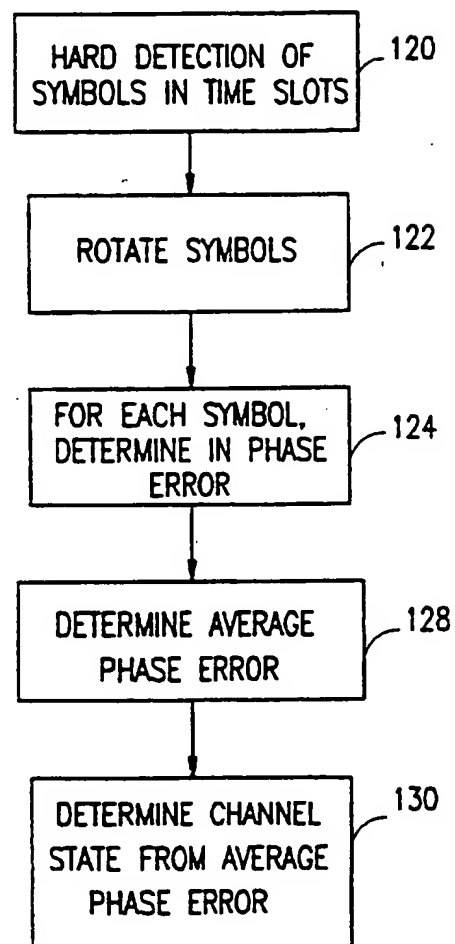 HARD DETECTION OF
SYMBOLS IN TIME SLOTS
120
ROTATE SYMBOLS
122
FOR EACH SYMBOL,
DETERMINE IN PHASE
ERROR
124
DETERMINE AVERAGE
PHASE ERROR
128
DETERMINE CHANNEL
STATE FROM AVERAGE
PHASE ERROR
130